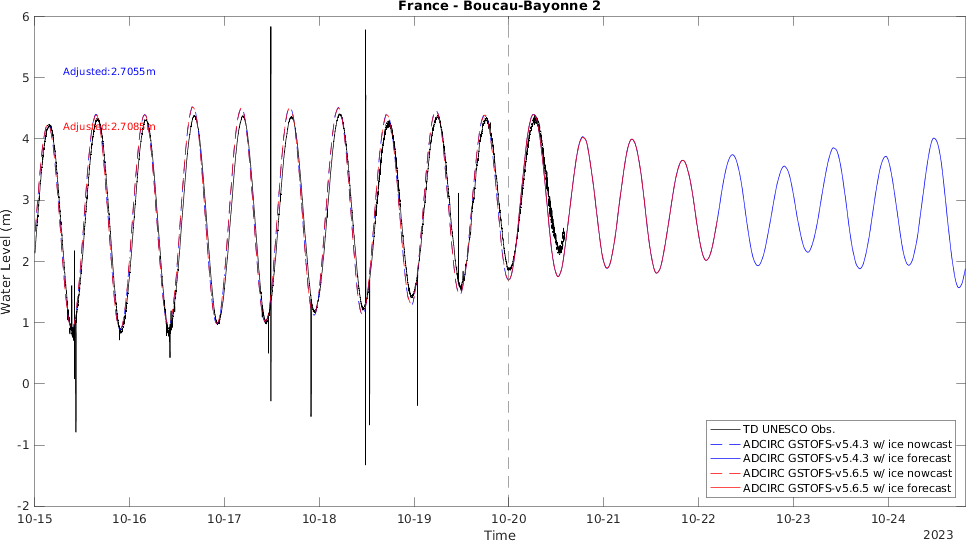 France - Boucau-Bayonne 2
6
5
4
3
2
1
0
-1
-2
Water Level (m)
Adjusted:2.7055m
Adjusted:2.7085m
TD UNESCO Obs.
ADCIRC GSTOFS-v5.4.3 w/ ice nowcast
ADCIRC GSTOFS-v5.4.3 w/ ice forecast
ADCIRC GSTOFS-v5.6.5 w/ ice nowcast
ADCIRC GSTOFS-v5.6.5 w/ ice forecast
10-15 10-16 10-17 10-18 10-19 10-20 10-21 10-22 10-23 10-24
Time
2023